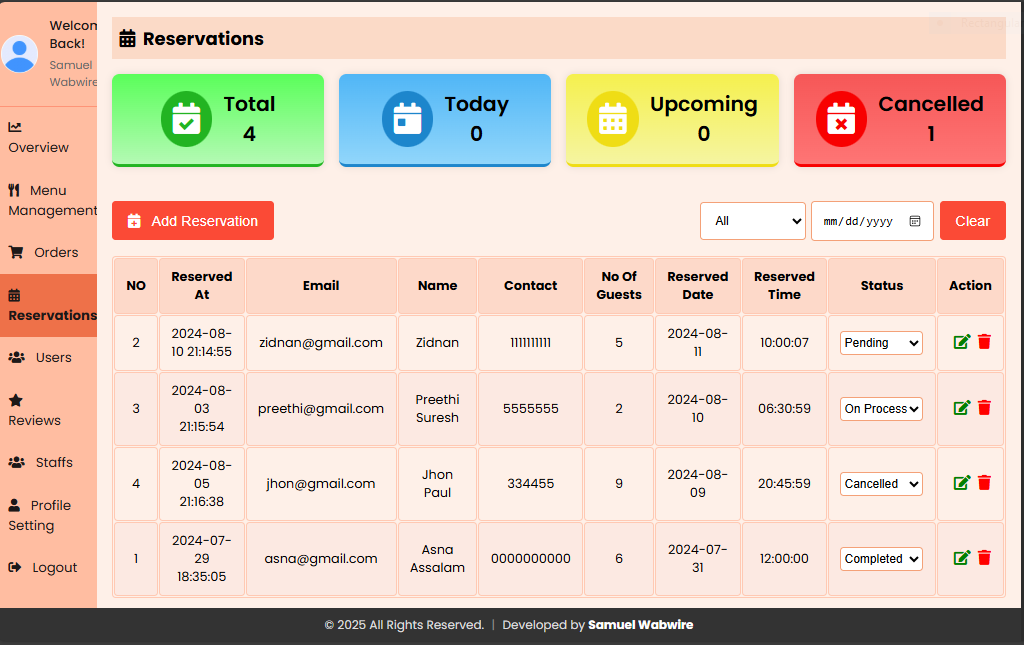 Welcom
Back!
Samuel
Wabwire
Overview
Menu
Management
Orders
Reservations
Users
Reviews
Staffs
Profile
Setting
Logout
Reservations
Total
4
Today
0
Upcoming
0
Cancelled
1
Add Reservation
All
mm/dd/yyyy
Clear
NO Reserved At Email Name Contact No Of Guests Reserved Date Reserved Time Status Action
2 2024-08-10 21:14:55 zidnan@gmail.com Zidnan 1111111111 5 2024-08-11 10:00:07 Pending
3 2024-08-03 21:15:54 preethi@gmail.com Preethi Suresh 5555555 2 2024-08-10 06:30:59 On Process
4 2024-08-05 21:16:38 jhon@gmail.com Jhon Paul 334455 9 2024-08-09 20:45:59 Cancelled
1 2024-07-29 18:35:05 asna@gmail.com Asna Assalam 0000000000 6 2024-07-31 12:00:00 Completed
© 2025 All Rights Reserved. | Developed by Samuel Wabwire